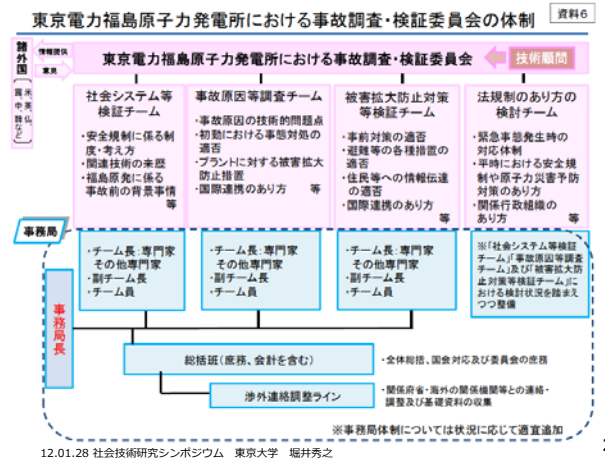 東京電力福島原子力発電所における事故調査・検証委員会の体制
資料6
諸外国
(米、英、仏、露、中、韓など)
情報提供
意見
東京電力福島原子力発電所における事故調査・検証委員会
技術顧問
社会システム等
検証チーム
・安全規制に係る制
度・考え方
・関連技術の来歴
・福島原発に係る
事故前の背景事情
等
事故原因等調査チーム
・事故原因の技術的問題点
・初動における事態対処の
適否
・プラントに対する被害拡大
防止措置
・国際連携のあり方 等
被害拡大防止対策
等検証チーム
・事前対策の適否
・避難等の各種措置の
適否
・住民等への情報伝達
の適否
・国際連携のあり方
等
法規制のあり方の
検討チーム
・緊急事態発生時の
対応体制
・平時における安全規
制や原子力災害予防
対策のあり方
・関係行政組織の
あり方 等
事務局
事務局長
・チーム長:専門家
その他専門家
・副チーム長
・チーム員
・チーム長:専門家
その他専門家
・副チーム長
・チーム員
・チーム長:専門家
その他専門家
・副チーム長
・チーム員
※「社会システム等検証
チーム」「事故原因等調査
チーム」及び「被害拡大防
止対策等検証チーム」に
おける検討状況を踏まえ
つつ整備
総括班(庶務、会計を含む)
・全体総括、国会対応及び委員会の庶務
渉外連絡調整ライン
・関係府省・海外の関係機関等との連絡・
調整及び基礎資料の収集
※事務局体制については状況に応じて適宜追加
12.01.28 社会技術研究シンポジウム 東京大学 堀井秀之